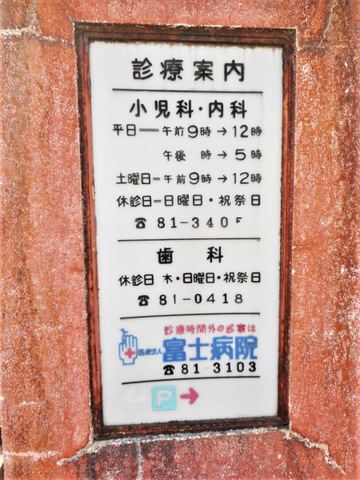 診療案内
小児科・内科
平日━午前9時→12時
午後 時→5時
土曜日=午前9時→12時
休診日=日曜日・祝祭日
☎ 81-340
歯科
休診日 木・日曜日・祝祭日
☎ 81-0418
診療時間外の診察は
医療法人 富士病院
☎ 81-3103
P →